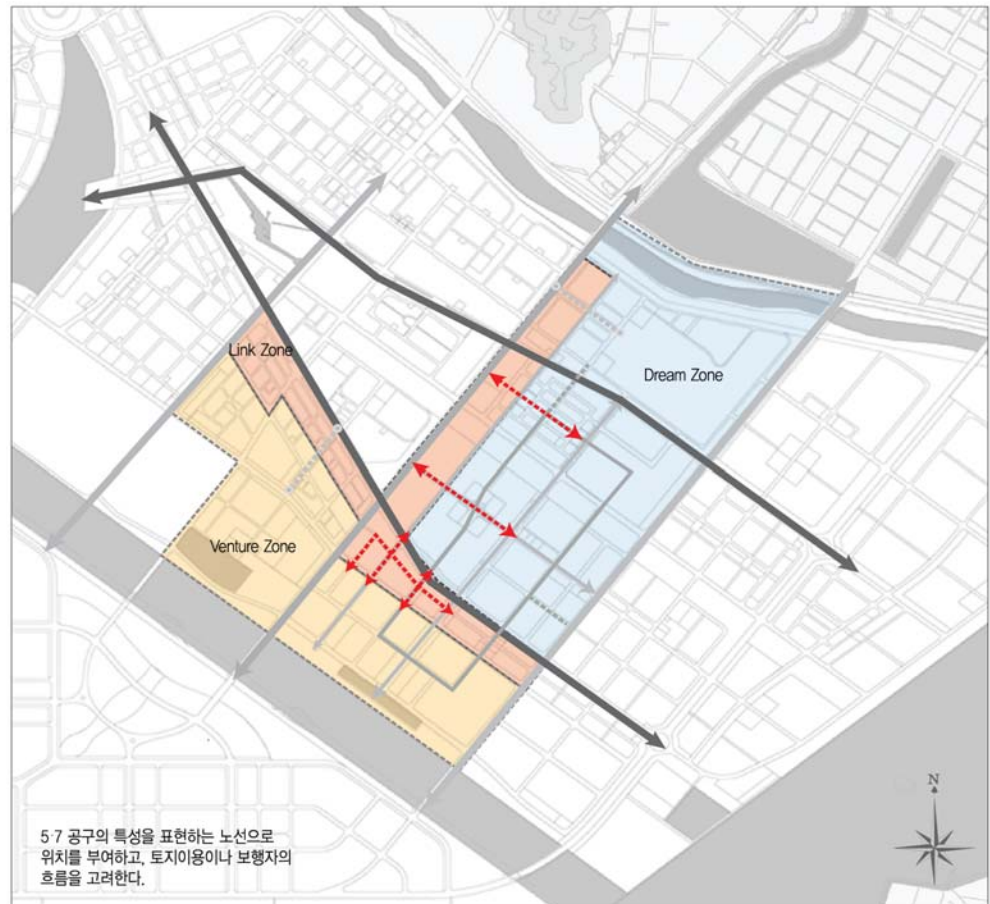 Link Zone
Dream Zone
Venture Zone
N
5·7 공구의 특성을 표현하는 노선으로
위치를 부여하고, 토지이용이나 보행자의
흐름을 고려한다.